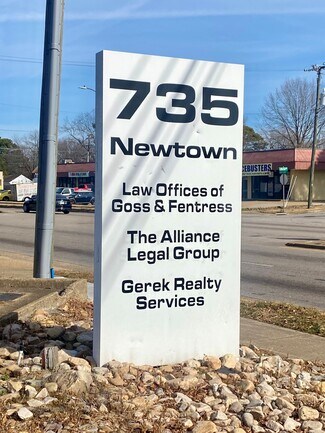 735
Newtown
Law Offices of
Goss & Fentress
The Alliance
Legal Group
Gerek Realty
Services